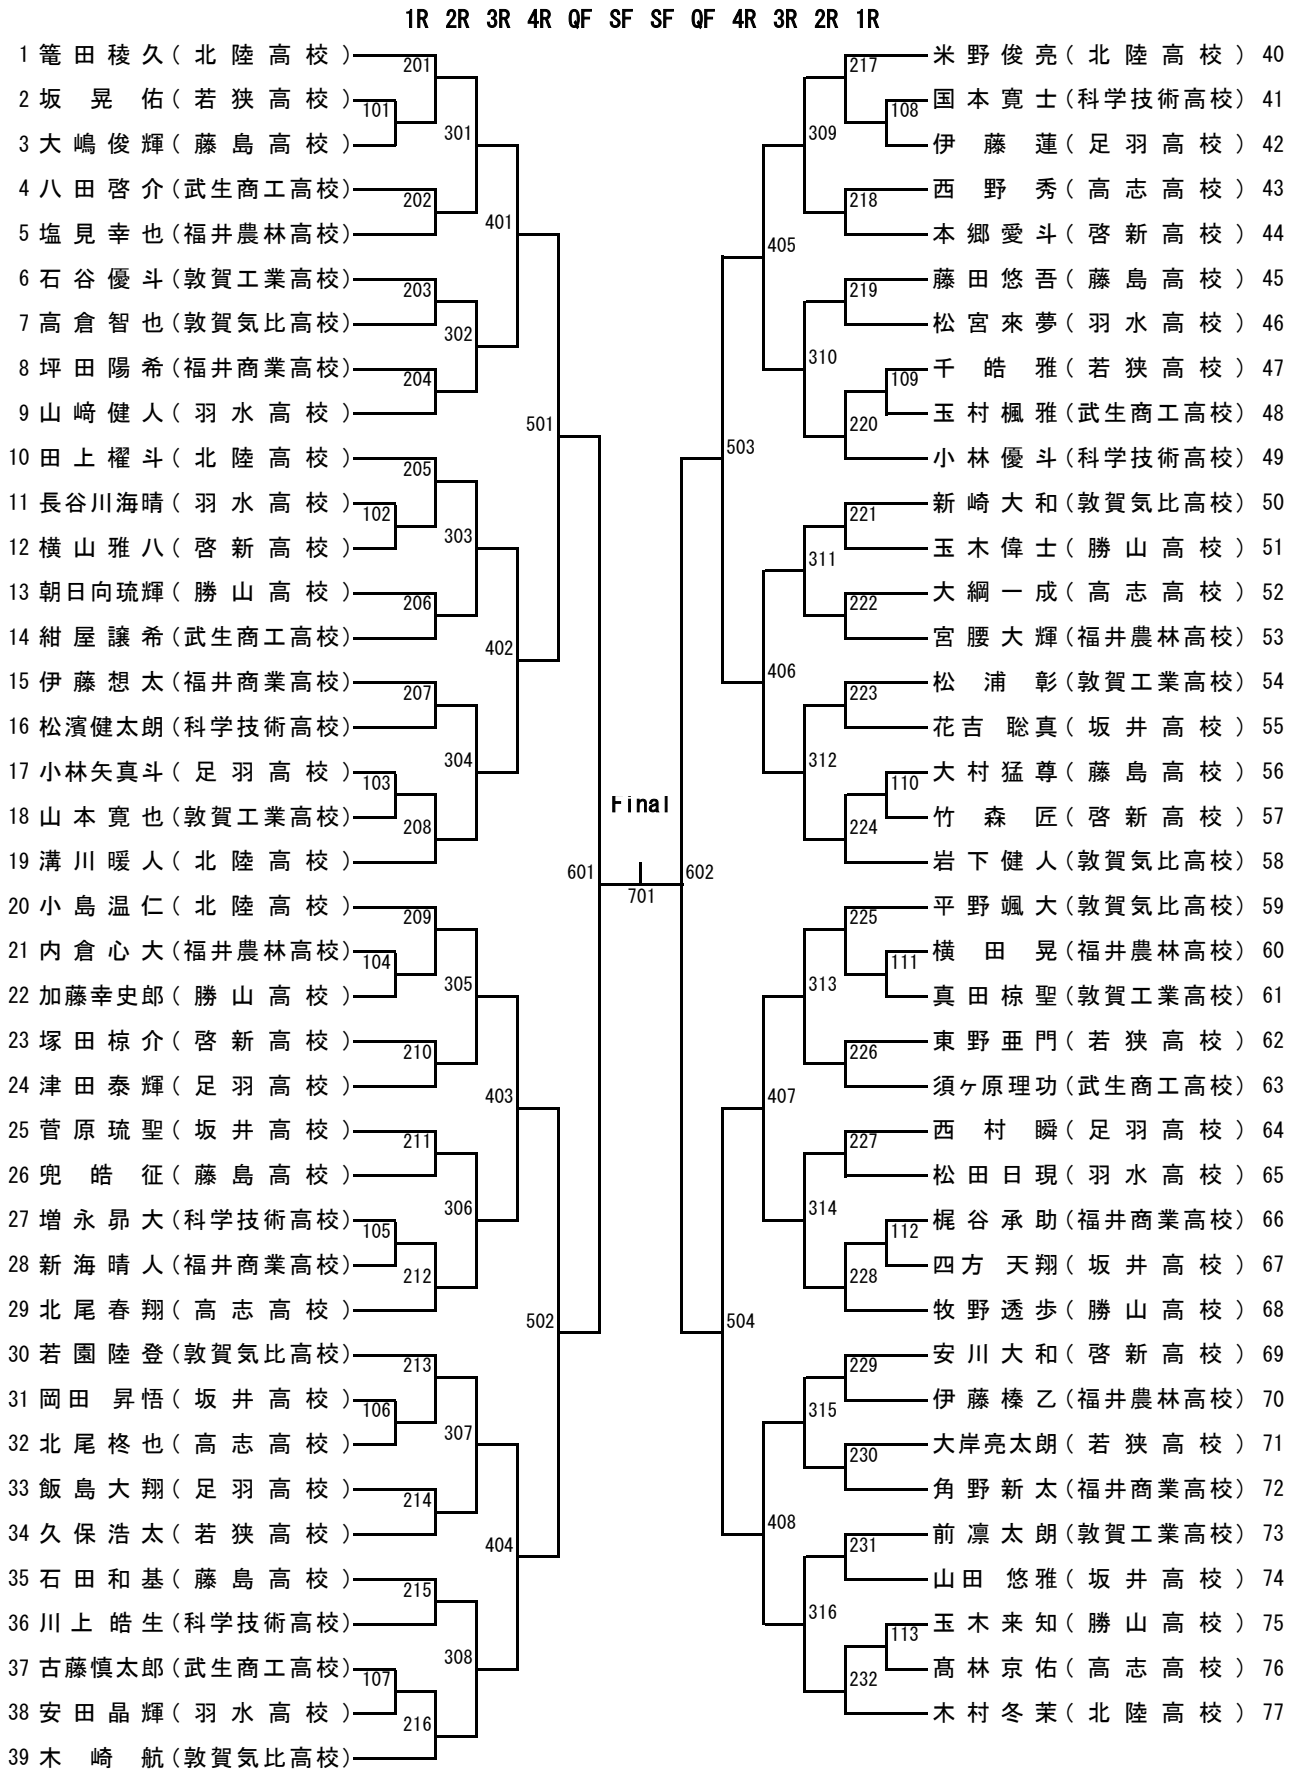 1R 2R 3R 4R QF SF SF QF 4R 3R 2R 1R
1 篭田稜久(北陸高校)
2 坂 晃 佑(若狭高校)
3 大嶋俊輝(藤島高校)
4 八田啓介(武生商工高校)
5 塩見幸也(福井農林高校)
6 石谷優斗(敦賀工業高校)
7 高倉智也(敦賀気比高校)
8 坪田陽希(福井商業高校)
9 山﨑健人(羽水高校)
10 田上櫂斗(北陸高校)
11 長谷川海晴(羽水高校)
12 横山雅八(啓新高校)
13 朝日向琉輝(勝山高校)
14 紺屋譲希(武生商工高校)
15 伊藤想太(福井商業高校)
16 松濱健太朗(科学技術高校)
17 小林矢真斗(足羽高校)
18 山本寛也(敦賀工業高校)
19 溝川暖人(北陸高校)
20 小島温仁(北陸高校)
21 内倉心大(福井農林高校)
22 加藤幸史郎(勝山高校)
23 塚田椋介(啓新高校)
24 津田泰輝(足羽高校)
25 菅原琉聖(坂井高校)
26 兜 皓 征(藤島高校)
27 増永昴大(科学技術高校)
28 新海晴人(福井商業高校)
29 北尾春翔(高志高校)
30 若園陸登(敦賀気比高校)
31 岡田 昇悟(坂井高校)
32 北尾柊也(高志高校)
33 飯島大翔(足羽高校)
34 久保浩太(若狭高校)
35 石田和基(藤島高校)
36 川上皓生(科学技術高校)
37 古藤慎太郎(武生商工高校)
38 安田晶輝(羽水高校)
39 木 崎 航(敦賀気比高校)
101
102
103
104
105
106
107
201
202
203
204
205
206
207
208
209
210
211
212
213
214
215
216
301
302
303
304
305
306
307
308
401
402
403
404
501
502
601
Final
701
602
503
504
405
406
407
408
309
310
311
312
313
314
315
316
217
218
219
220
221
222
223
224
225
226
227
228
229
230
231
232
108
109
110
111
112
113
米野俊亮(北陸高校) 40
国本寛士(科学技術高校) 41
伊 藤 蓮(足羽高校) 42
西 野 秀(高志高校) 43
本郷愛斗(啓新高校) 44
藤田悠吾(藤島高校) 45
松宮來夢(羽水高校) 46
千 皓 雅(若狭高校) 47
玉村楓雅(武生商工高校) 48
小林優斗(科学技術高校) 49
新崎大和(敦賀気比高校) 50
玉木偉士(勝山高校) 51
大綱一成(高志高校) 52
宮腰大輝(福井農林高校) 53
松 浦 彰(敦賀工業高校) 54
花吉 聡真(坂井高校) 55
大村猛尊(藤島高校) 56
竹 森 匠(啓新高校) 57
岩下健人(敦賀気比高校) 58
平野颯大(敦賀気比高校) 59
横 田 晃(福井農林高校) 60
真田椋聖(敦賀工業高校) 61
東野亜門(若狭高校) 62
須ヶ原理功(武生商工高校) 63
西 村 瞬(足羽高校) 64
松田日現(羽水高校) 65
梶谷承助(福井商業高校) 66
四方 天翔(坂井高校) 67
牧野透歩(勝山高校) 68
安川大和(啓新高校) 69
伊藤榛乙(福井農林高校) 70
大岸亮太朗(若狭高校) 71
角野新太(福井商業高校) 72
前凛太朗(敦賀工業高校) 73
山田 悠雅(坂井高校) 74
玉木来知(勝山高校) 75
髙林京佑(高志高校) 76
木村冬茉(北陸高校) 77